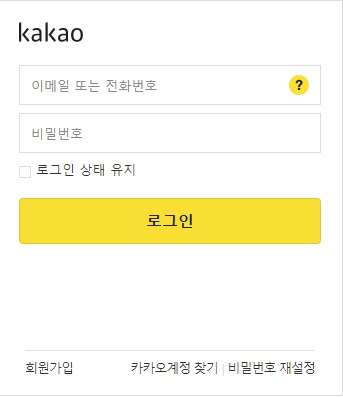 kakao
이메일 또는 전화번호 ?
비밀번호
로그인 상태 유지
로그인
회원가입 카카오계정 찾기 | 비밀번호 재설정